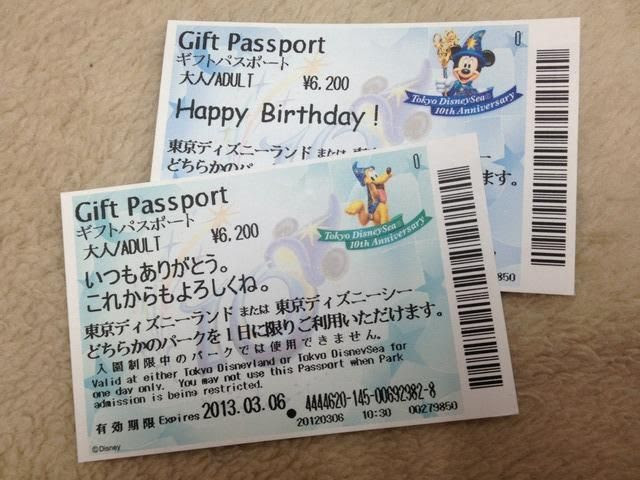 Gift Passport
ギフトパスポート
大人/ADULT ¥6,200
0
Tokyo DisneySea®
10th Anniversary
Happy Birthday!
東京ディズニーランド または
どちらかのパ
ます。
850
Gift Passport
ギフトパスポート
大人/ADULT ¥6,200
0
Tokyo DisneySea®
10th Anniversary
いつもありがとう。
これからもよろしくね。
東京ディズニーランド または 東京ディズニーシー
どちらかのパークを1日に限りご利用いただけます。
入園制限中のパークでは使用できません。
Valid at either Tokyo Disneyland or Tokyo DisneySea for
one day only. You may not use this Passport when Park
admission is being restricted.
有効期限 Expires 2013.03.06 ● 4444620-145-00692982-8
20120306 10:30 00279850
©Disney